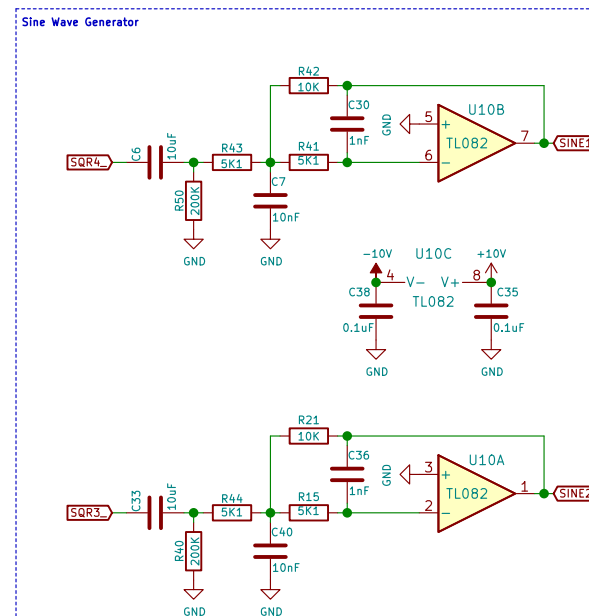 Sine Wave Generator
R42
10K
C30
1nF
GND
5
+
U10B
TL082
7
SINE1
6
−
SQR4_
C6
10uF
R43
5K1
R41
5K1
R50
200K
C7
10nF
GND
GND
-10V
U10C
+10V
4
V-
V+
8
C38
TL082
C35
0.1uF
0.1uF
GND
GND
R21
10K
C36
1nF
GND
3
+
U10A
TL082
1
SINE2
2
−
SQR3_
C33
10uF
R44
5K1
R15
5K1
R40
200K
C40
10nF
GND
GND